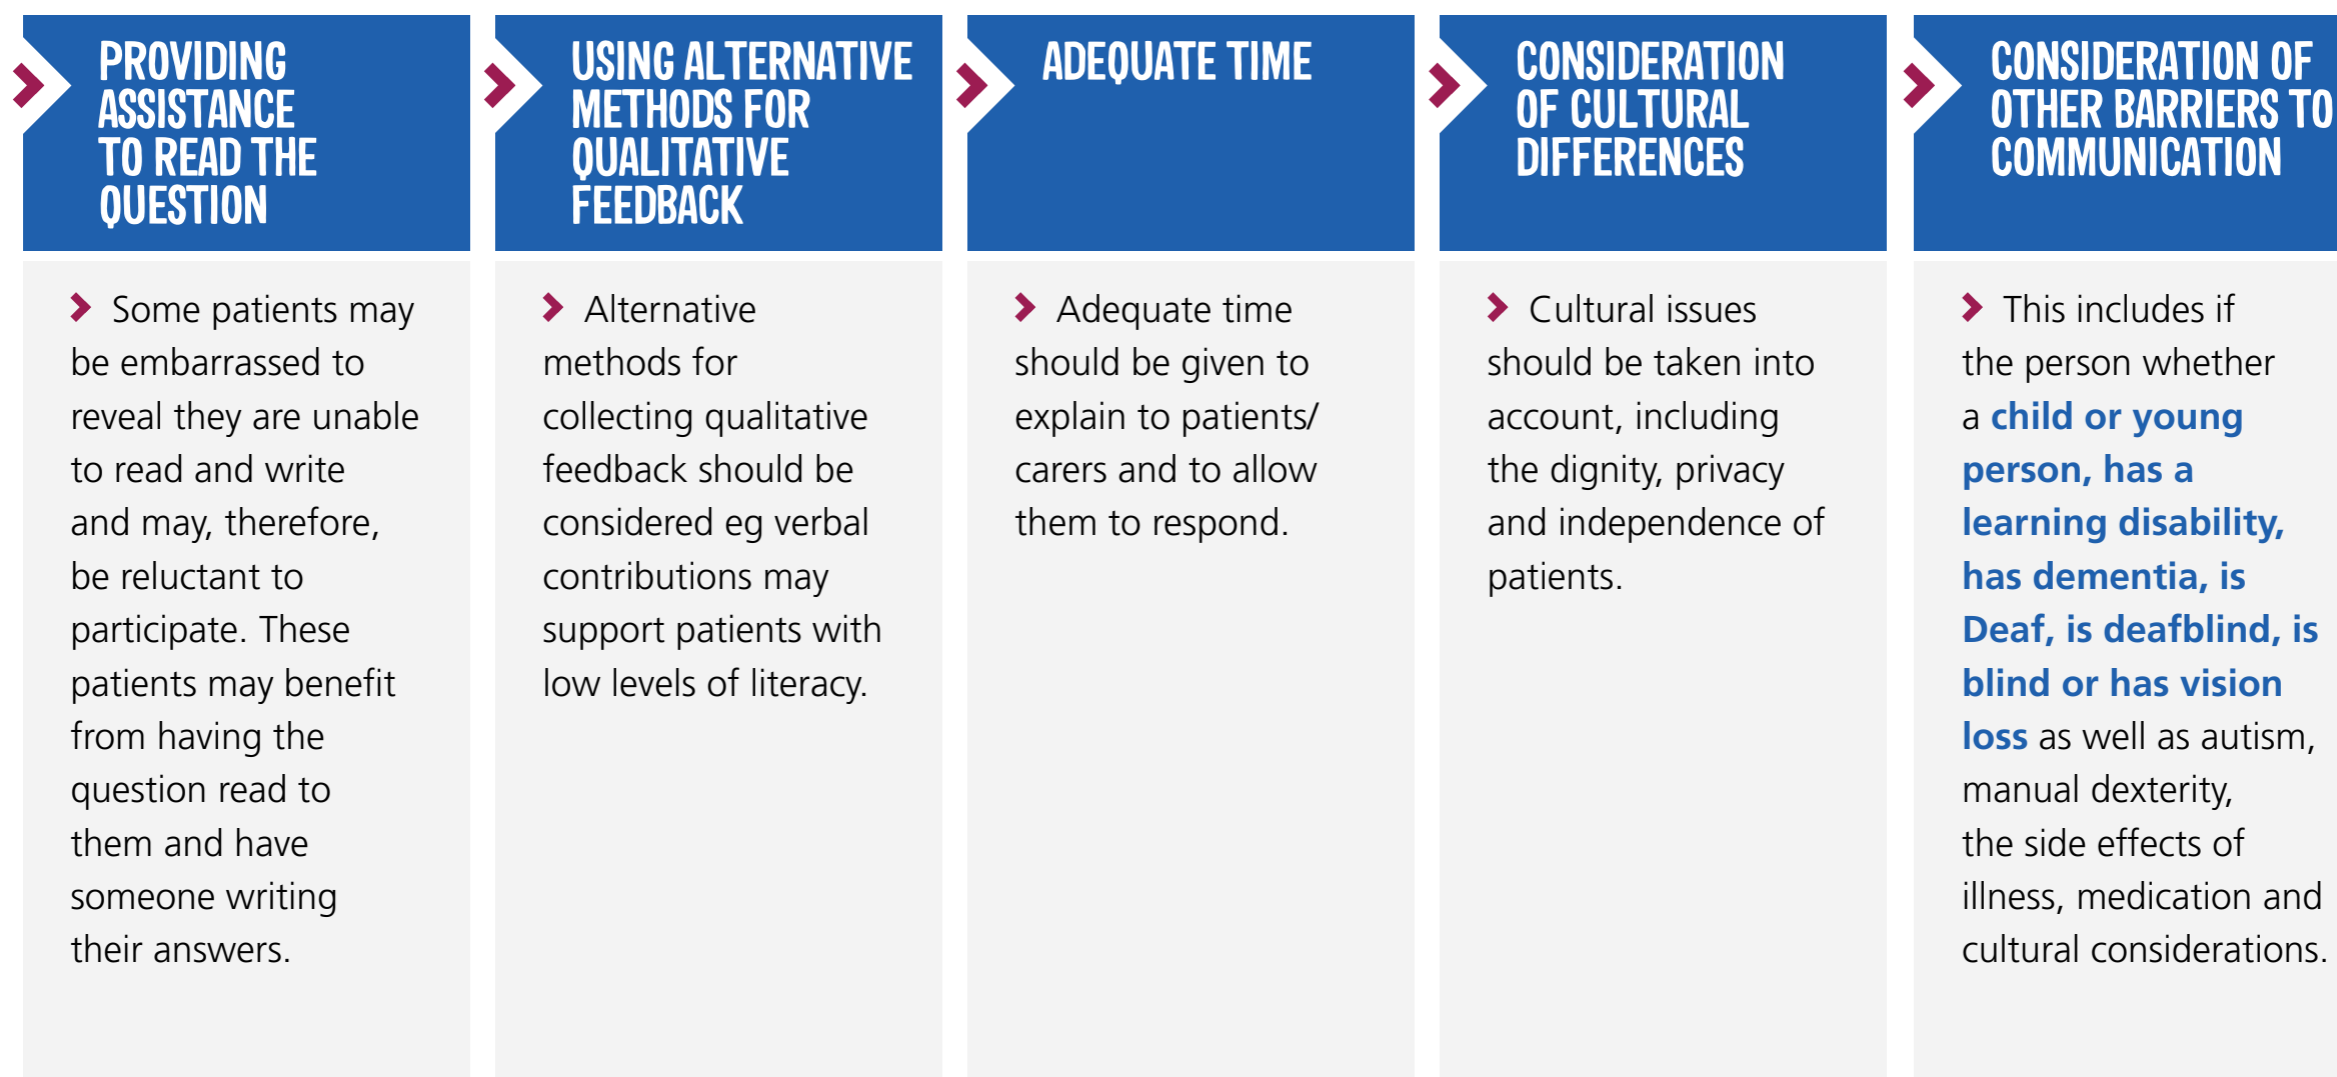 PROVIDING
ASSISTANCE
TO READ THE
QUESTION
Some patients may
be embarrassed to
reveal they are unable
to read and write
and may, therefore,
be reluctant to
participate. These
patients may benefit
from having the
question read to
them and have
someone writing
their answers.
USING ALTERNATIVE
METHODS FOR
QUALITATIVE
FEEDBACK
Alternative
methods for
collecting qualitative
feedback should be
considered eg verbal
contributions may
support patients with
low levels of literacy.
ADEQUATE TIME
Adequate time
should be given to
explain to patients/
carers and to allow
them to respond.
CONSIDERATION
OF CULTURAL
DIFFERENCES
Cultural issues
should be taken into
account, including
the dignity, privacy
and independence of
patients.
CONSIDERATION OF
OTHER BARRIERS TO
COMMUNICATION
This includes if
the person whether
a child or young
person, has a
learning disability,
has dementia, is
Deaf, is deafblind, is
blind or has vision
loss as well as autism,
manual dexterity,
the side effects of
illness, medication and
cultural considerations.